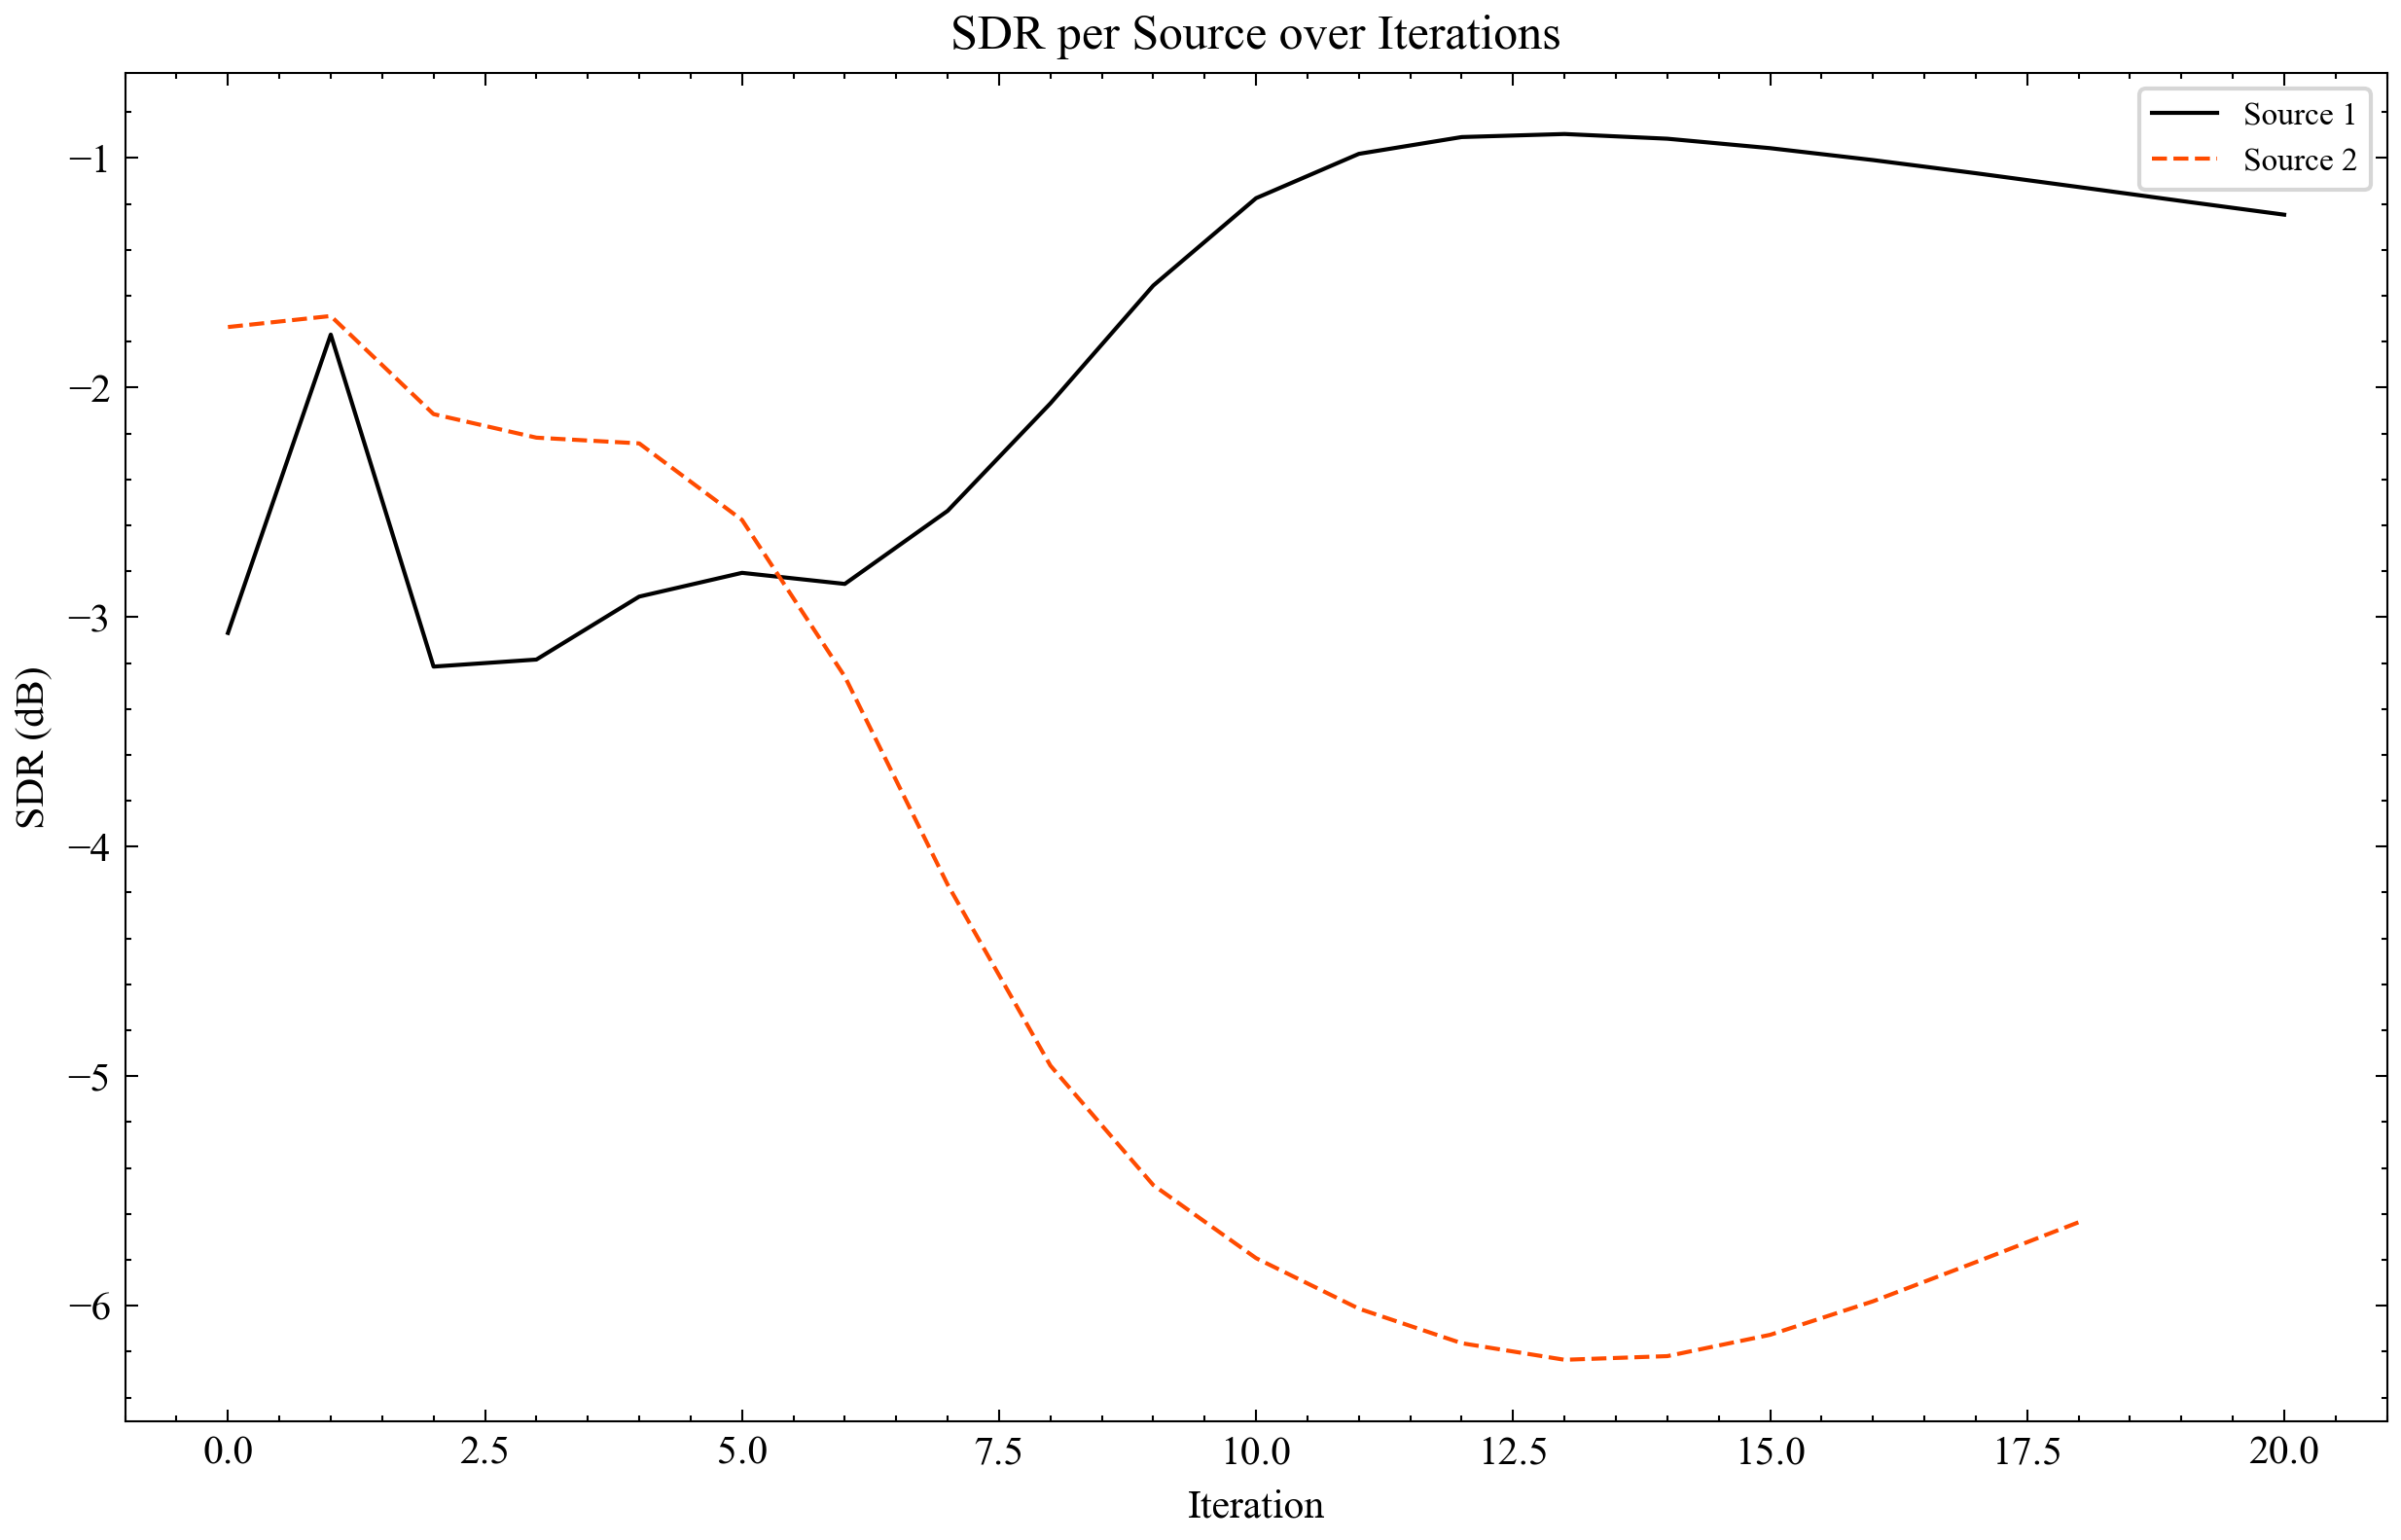 SDR per Source over Iterations
Source 1
Source 2
−1
−2
−3
−4
−5
−6
SDR (dB)
0.0 2.5 5.0 7.5 10.0 12.5 15.0 17.5 20.0
Iteration